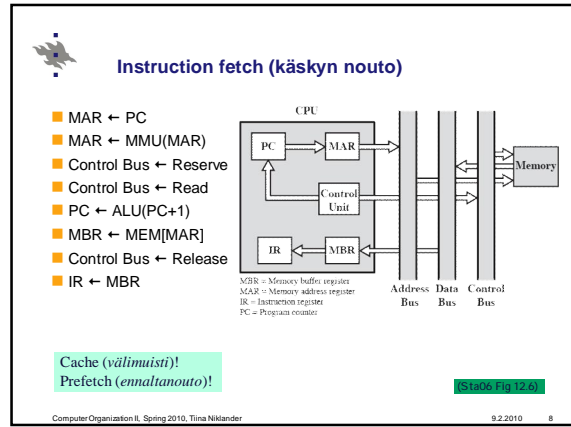 Instruction fetch (käskyn nouto)
MAR ← PC
MAR ← MMU(MAR)
Control Bus ← Reserve
Control Bus ← Read
PC ← ALU(PC+1)
MBR ← MEM[MAR]
Control Bus ← Release
IR ← MBR
CPU
PC
MAR
Memory
Control
Unit
IR
MBR
Address Data Control
Bus Bus Bus
MBR = Memory buffer register
MAR = Memory address register
IR = Instruction register
PC = Program counter
Cache (välimuisti)!
Prefetch (ennaltanouto)!
(Sta06 Fig 12.6)
Computer Organization II, Spring 2010, Tiina Niklander
9.2.2010
8